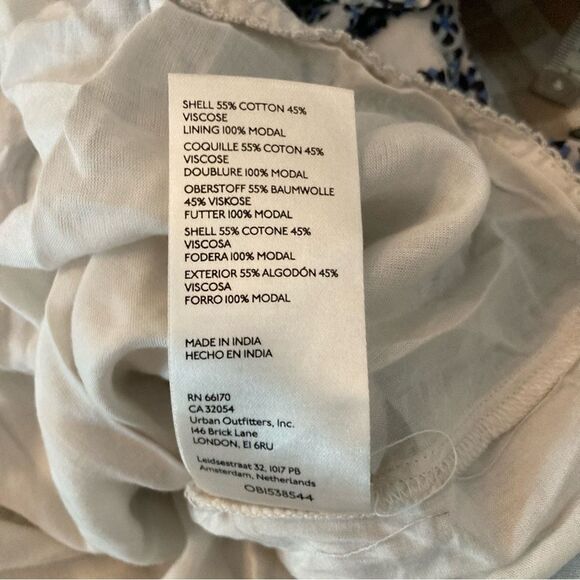 SHELL 55% COTTON 45%
VISCOSE
LINING 100% MODAL
COQUILLE 55% COTON 45%
VISCOSE
DOUBLURE 100% MODAL
OBERSTOFF 55% BAUMWOLLE
45% VISKOSE
FUTTER 100% MODAL
SHELL 55% COTONE 45%
VISCOSA
FODERA 100% MODAL
EXTERIOR 55% ALGODÓN 45%
VISCOSA
FORRO 100% MODAL
MADE IN INDIA
HECHO EN INDIA
RN 66170
CA 32054
Urban Outfitters, Inc.
146 Brick Lane
LONDON, E1 6RU
Leidsestraat 32, 1017 PB
Amsterdam, Netherlands
OB1538544